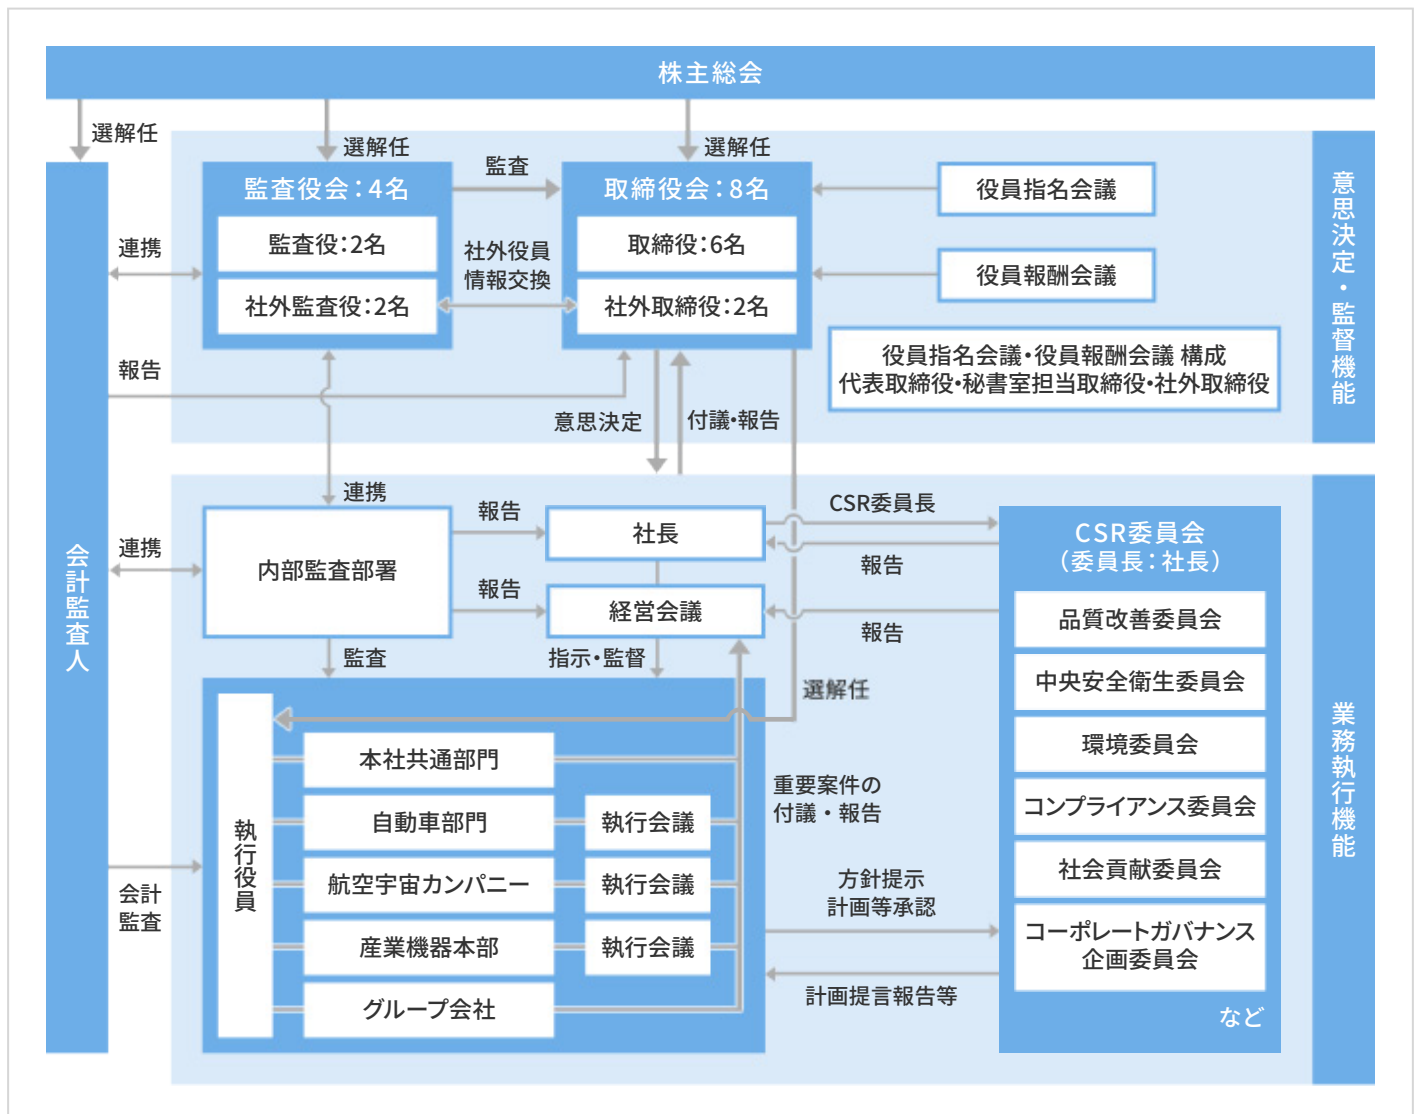 株主総会
選解任
選解任
選解任
監査役会：4名
監査役：2名
社外監査役：2名
監査
社外役員
情報交換
取締役会：8名
取締役：6名
社外取締役：2名
役員指名会議
役員報酬会議
役員指名会議・役員報酬会議 構成
代表取締役・秘書室担当取締役・社外取締役
意思決定・監督機能
連携
報告
意思決定
付議・報告
会計監査人
連携
連携
内部監査部署
報告
報告
社長
経営会議
CSR委員長
報告
報告
監査
指示・監督
選解任
執行役員
本社共通部門
自動車部門
執行会議
航空宇宙カンパニー
執行会議
産業機器本部
執行会議
グループ会社
重要案件の
付議・報告
会計
監査
方針提示
計画等承認
計画提言報告等
CSR委員会
（委員長：社長）
品質改善委員会
中央安全衛生委員会
環境委員会
コンプライアンス委員会
社会貢献委員会
コーポレートガバナンス
企画委員会
など
業務執行機能